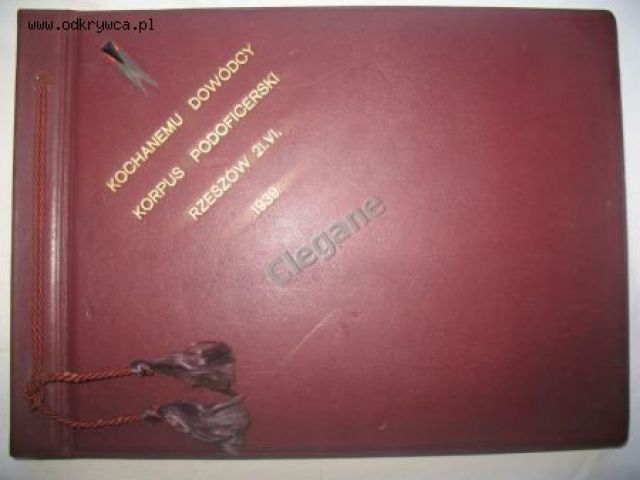 www.odkrywca.pl
KOCHANEMU DOWÓDCY
KORPUS PODOFICERSKI
RZESZÓW 21.VI.
1939.
Clegane